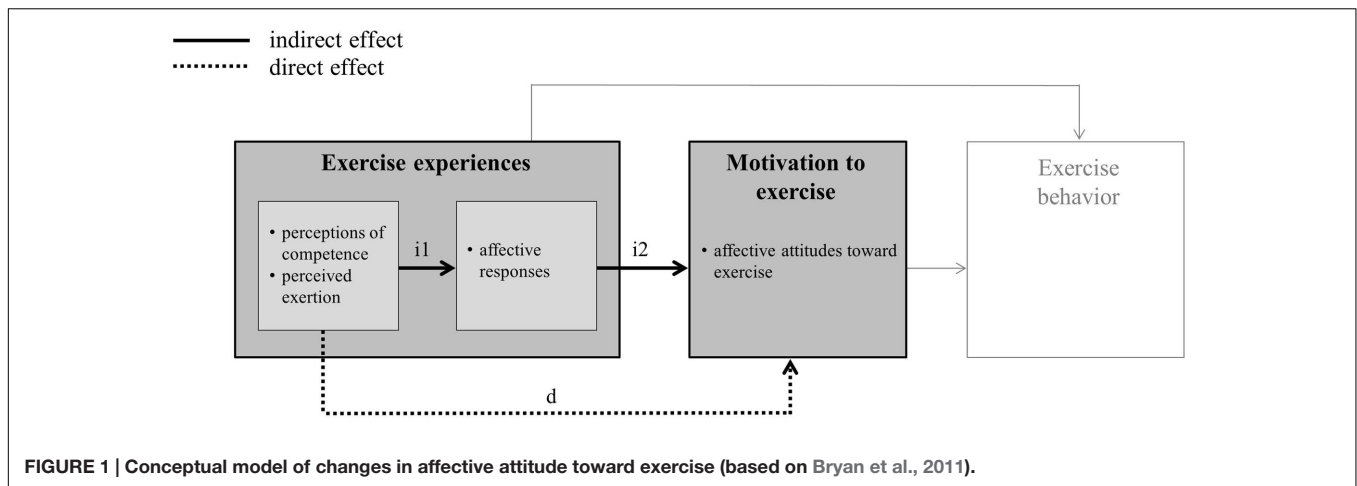 indirect effect
direct effect
Exercise experiences
• perceptions of
competence
• perceived
exertion
i1
• affective
responses
i2
Motivation to
exercise
• affective attitudes toward
exercise
Exercise
behavior
d
FIGURE 1 | Conceptual model of changes in affective attitude toward exercise (based on Bryan et al., 2011).